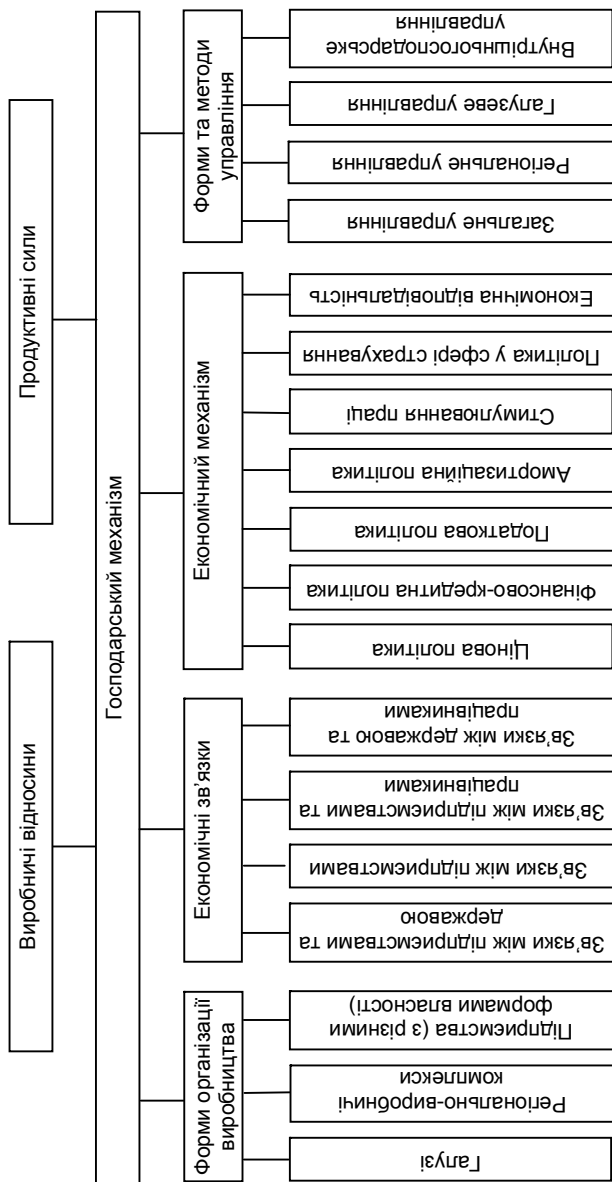 Виробничі відносини
Продуктивні сили
Господарський механізм
Форми організації
виробництва
Економічні зв’язки
Економічний механізм
Форми та методи
управління
Галузі
Регіонально-виробничі
комплекси
Підприємства (з різними
формами власності)
Зв’язки між підприємствами та
державою
Зв’язки між підприємствами
Зв’язки між підприємствами та
працівниками
Зв’язки між державою та
працівниками
Цінова політика
Фінансово-кредитна політика
Податкова політика
Амортизаційна політика
Стимулювання праці
Політика у сфері страхування
Економічна відповідальність
Загальне управління
Регіональне управління
Галузеве управління
Внутрішньогосподарське
управління